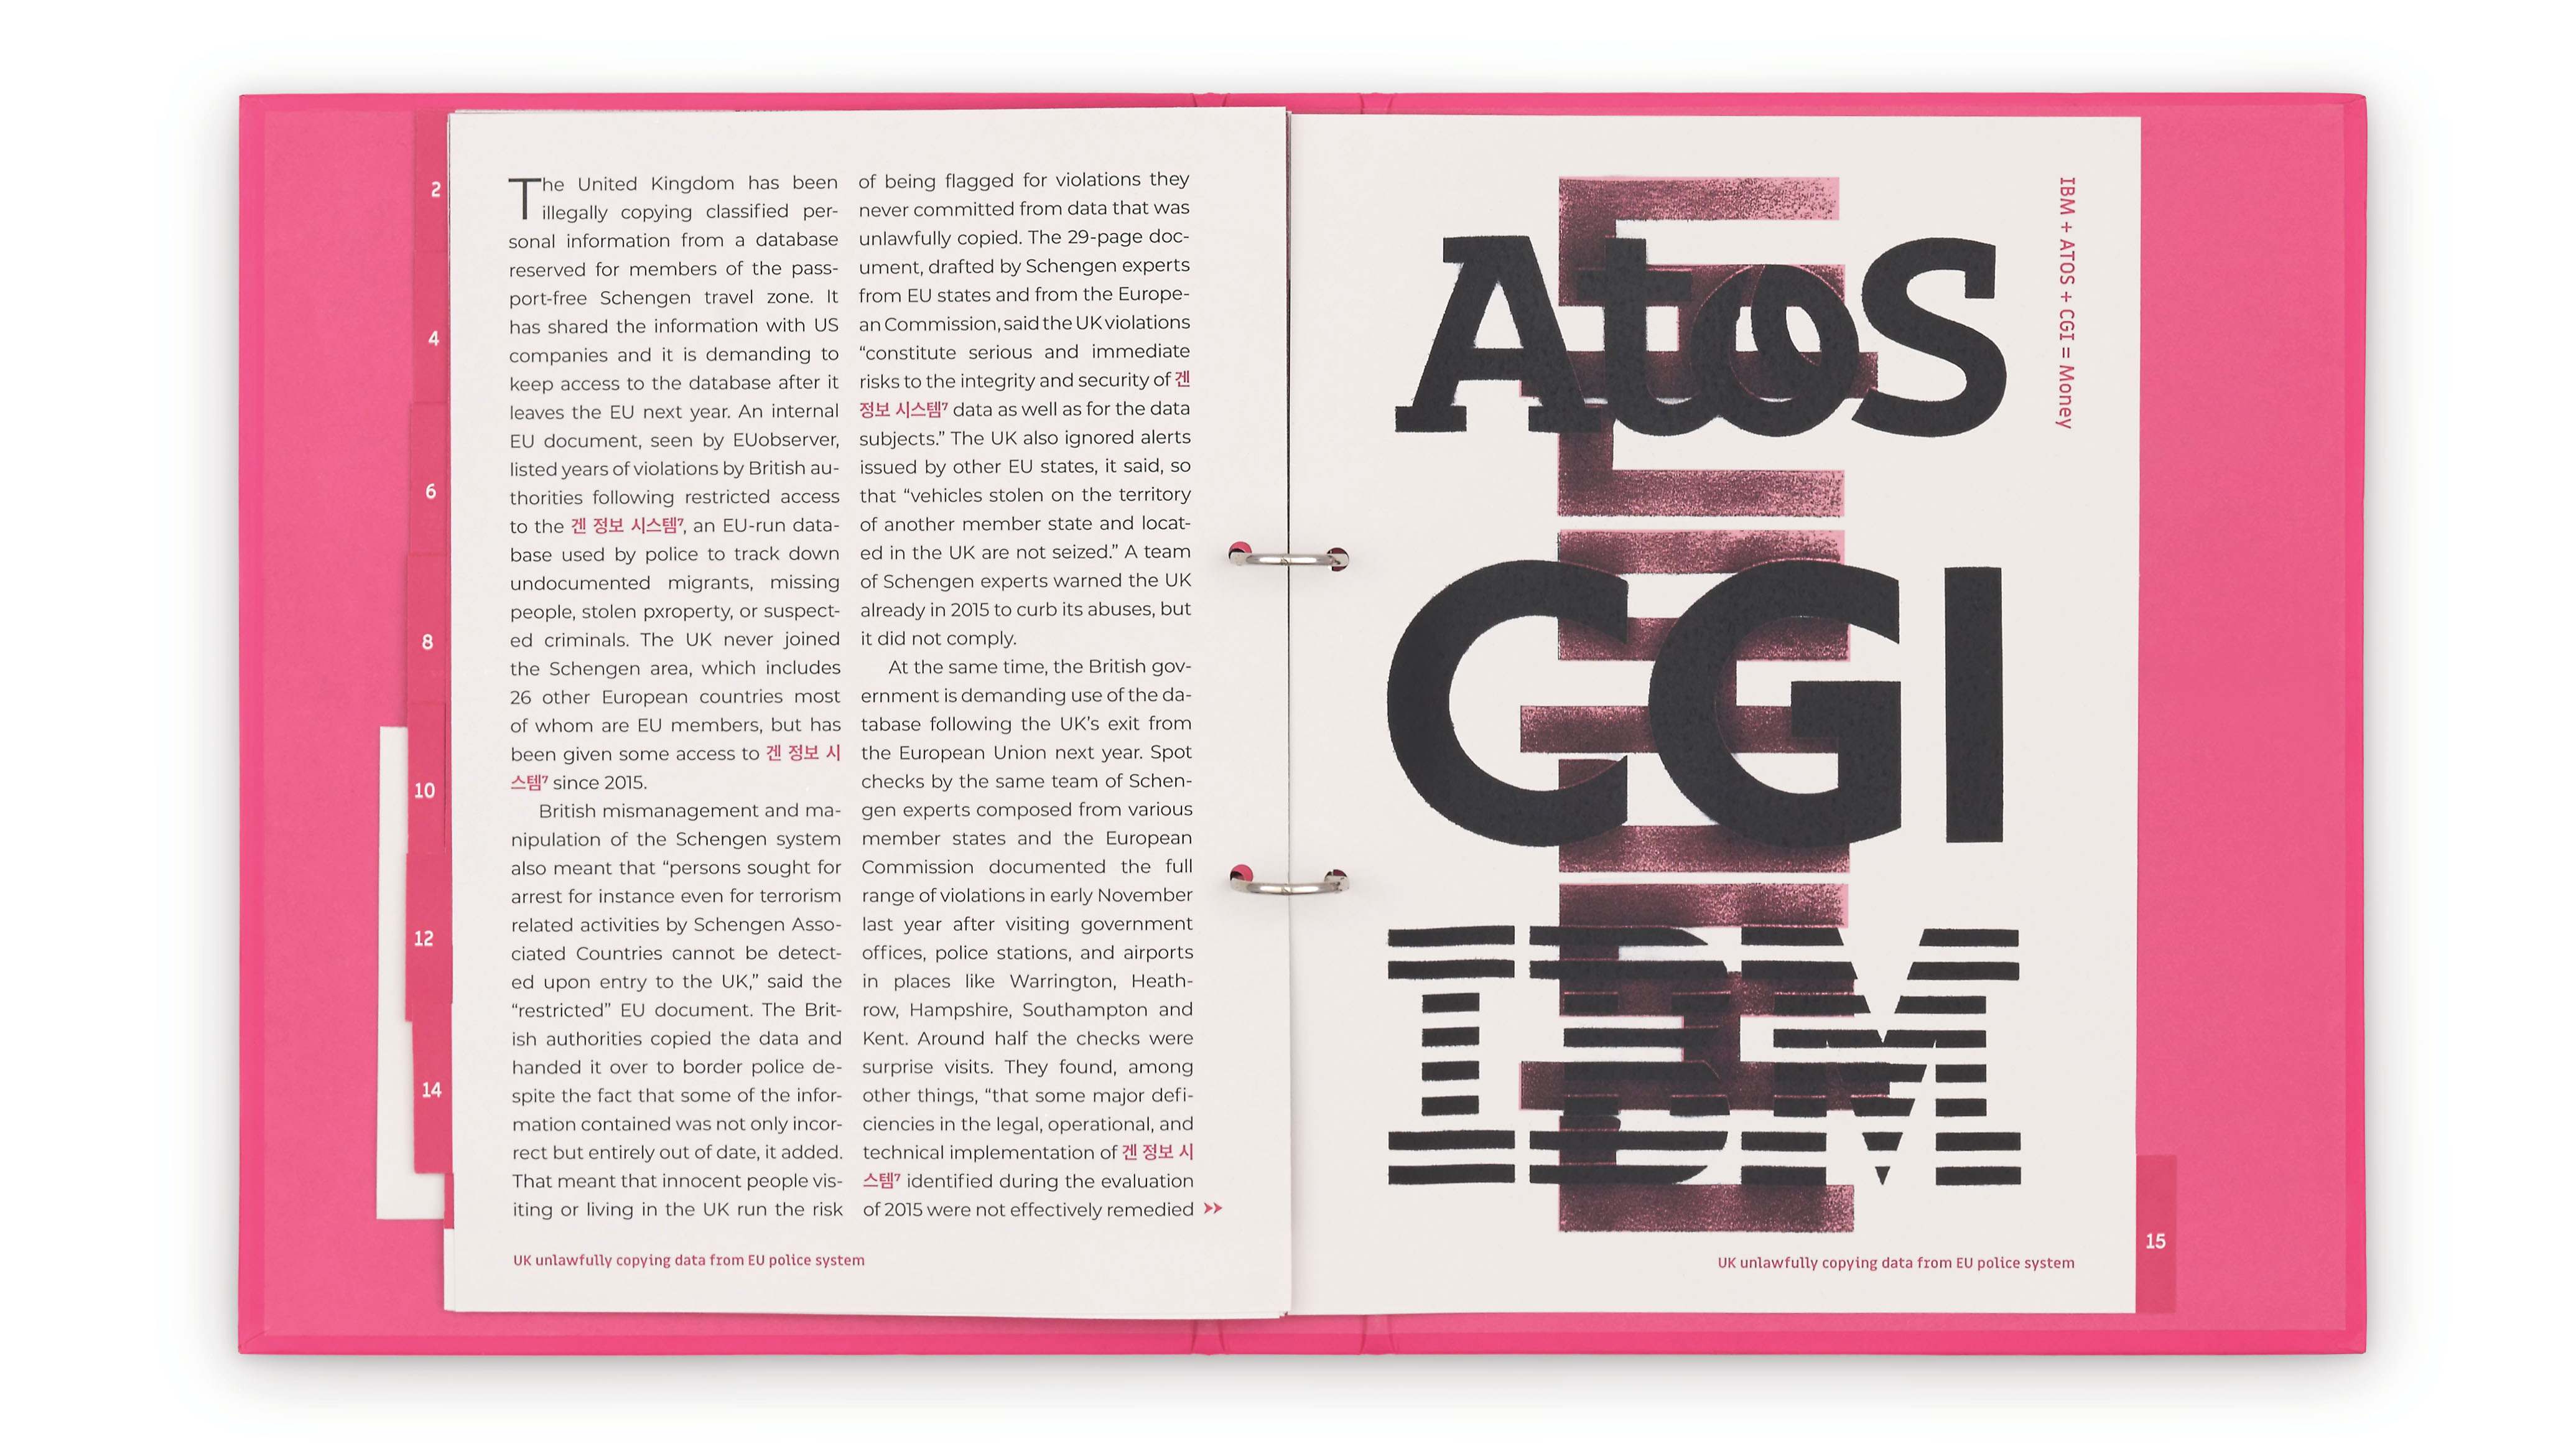 2
4
6
8
10
12
14
The United Kingdom has been
illegally copying classified per-
sonal information from a database
reserved for members of the pass-
port-free Schengen travel zone. It
has shared the information with US
companies and it is demanding to
keep access to the database after it
leaves the EU next year. An internal
EU document, seen by EUobserver,
listed years of violations by British au-
thorities following restricted access
to the 겐 정보 시스템⁷, an EU-run data-
base used by police to track down
undocumented migrants, missing
people, stolen pxroperty, or suspect-
ed criminals. The UK never joined
the Schengen area, which includes
26 other European countries most
of whom are EU members, but has
been given some access to 겐 정보 시
스템⁷ since 2015.
British mismanagement and ma-
nipulation of the Schengen system
also meant that “persons sought for
arrest for instance even for terrorism
related activities by Schengen Asso-
ciated Countries cannot be detect-
ed upon entry to the UK,” said the
“restricted” EU document. The Brit-
ish authorities copied the data and
handed it over to border police de-
spite the fact that some of the infor-
mation contained was not only incor-
rect but entirely out of date, it added.
That meant that innocent people vis-
iting or living in the UK run the risk
of being flagged for violations they
never committed from data that was
unlawfully copied. The 29-page doc-
ument, drafted by Schengen experts
from EU states and from the Europe-
an Commission, said the UK violations
“constitute serious and immediate
risks to the integrity and security of 겐
정보 시스템⁷ data as well as for the data
subjects.” The UK also ignored alerts
issued by other EU states, it said, so
that “vehicles stolen on the territory
of another member state and locat-
ed in the UK are not seized.” A team
of Schengen experts warned the UK
already in 2015 to curb its abuses, but
it did not comply.
At the same time, the British gov-
ernment is demanding use of the da-
tabase following the UK’s exit from
the European Union next year. Spot
checks by the same team of Schen-
gen experts composed from various
member states and the European
Commission documented the full
range of violations in early November
last year after visiting government
offices, police stations, and airports
in places like Warrington, Heath-
row, Hampshire, Southampton and
Kent. Around half the checks were
surprise visits. They found, among
other things, “that some major defi-
ciencies in the legal, operational, and
technical implementation of 겐 정보 시
스템⁷ identified during the evaluation
of 2015 were not effectively remedied
UK unlawfully copying data from EU police system
AtoS
CGI
IBM
IBM + ATOS + CGI = Money
UK unlawfully copying data from EU police system
15